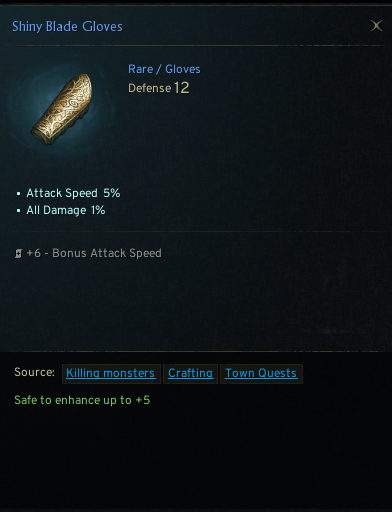 Shiny Blade Gloves
Rare / Gloves
Defense 12
▪ Attack Speed 5%
▪ All Damage 1%
+6 - Bonus Attack Speed
Source: Killing monsters Crafting Town Quests
Safe to enhance up to +5